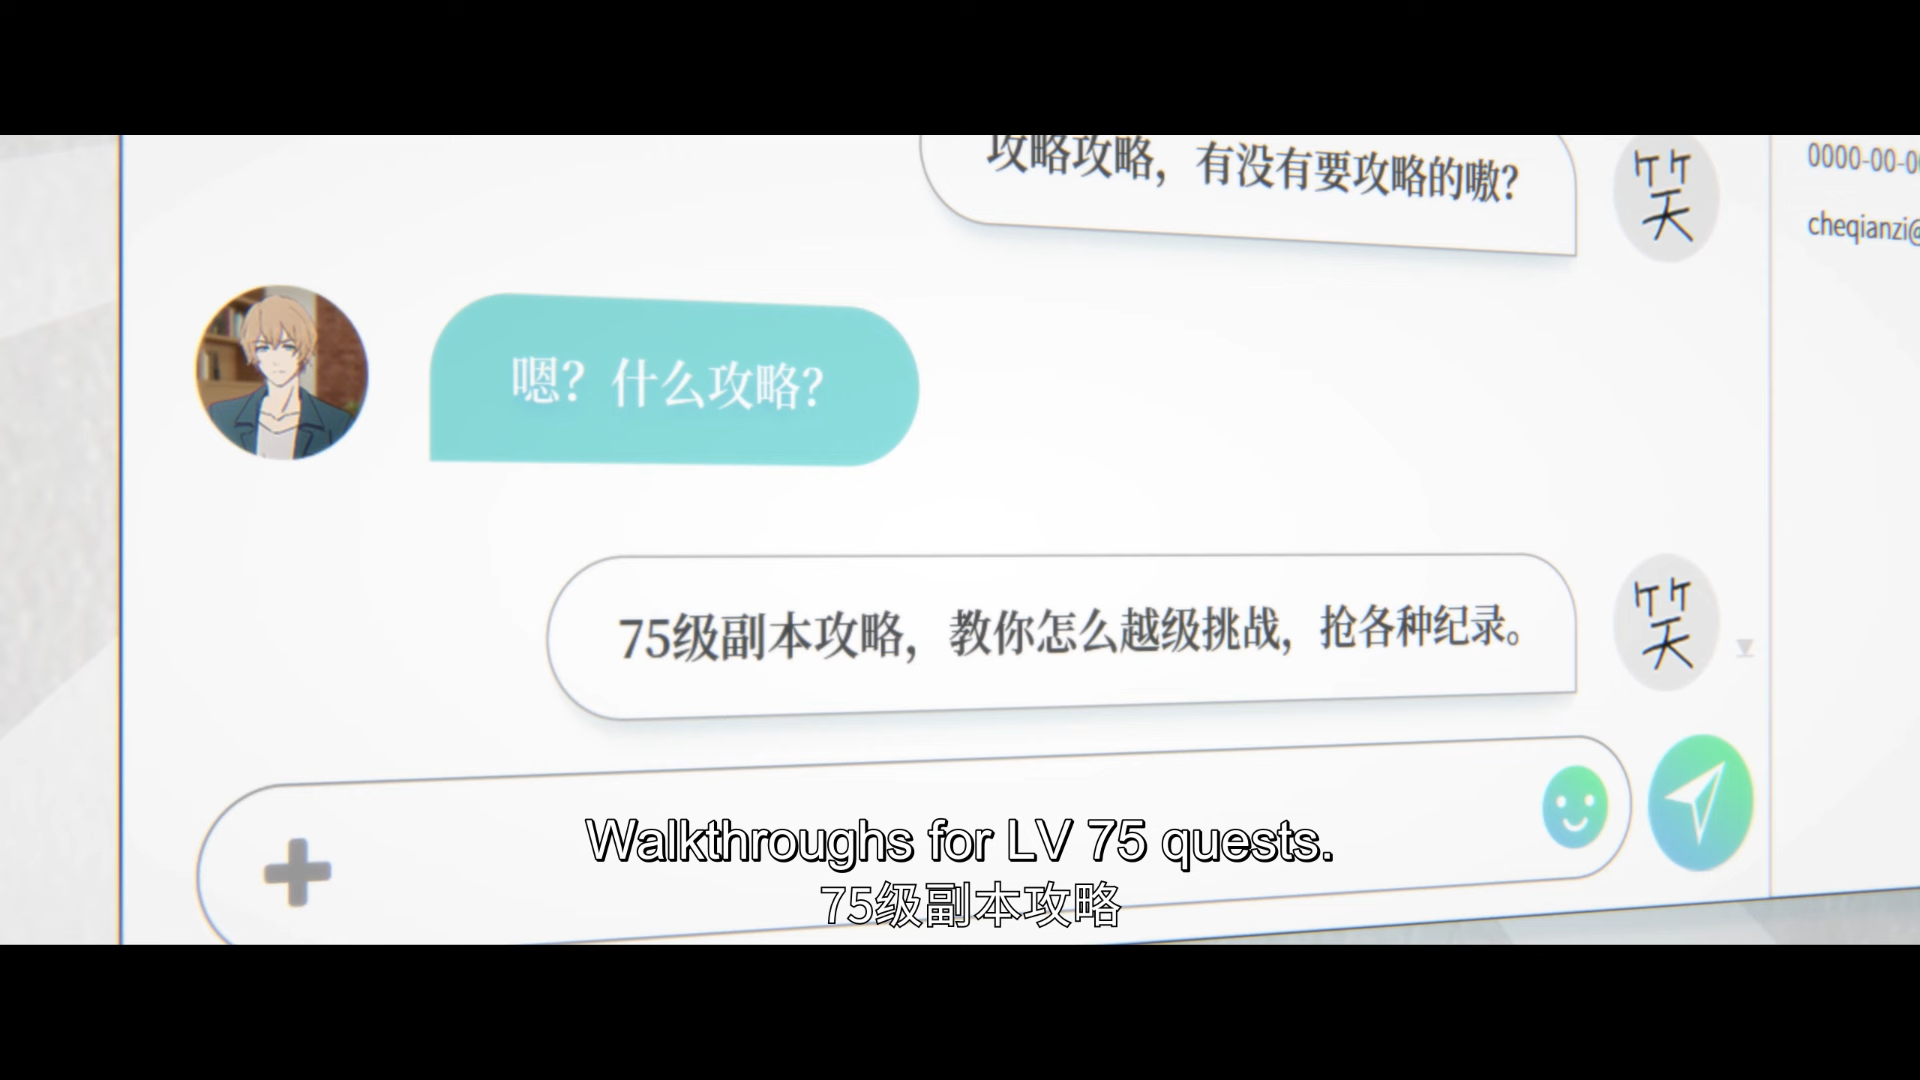 攻略攻略，有没有要攻略的嗷？
笑
0000-00-0
cheqianzi@
嗯？什么攻略？
75级副本攻略，教你怎么越级挑战，抢各种纪录。
笑
Walkthroughs for LV 75 quests.
75级副本攻略